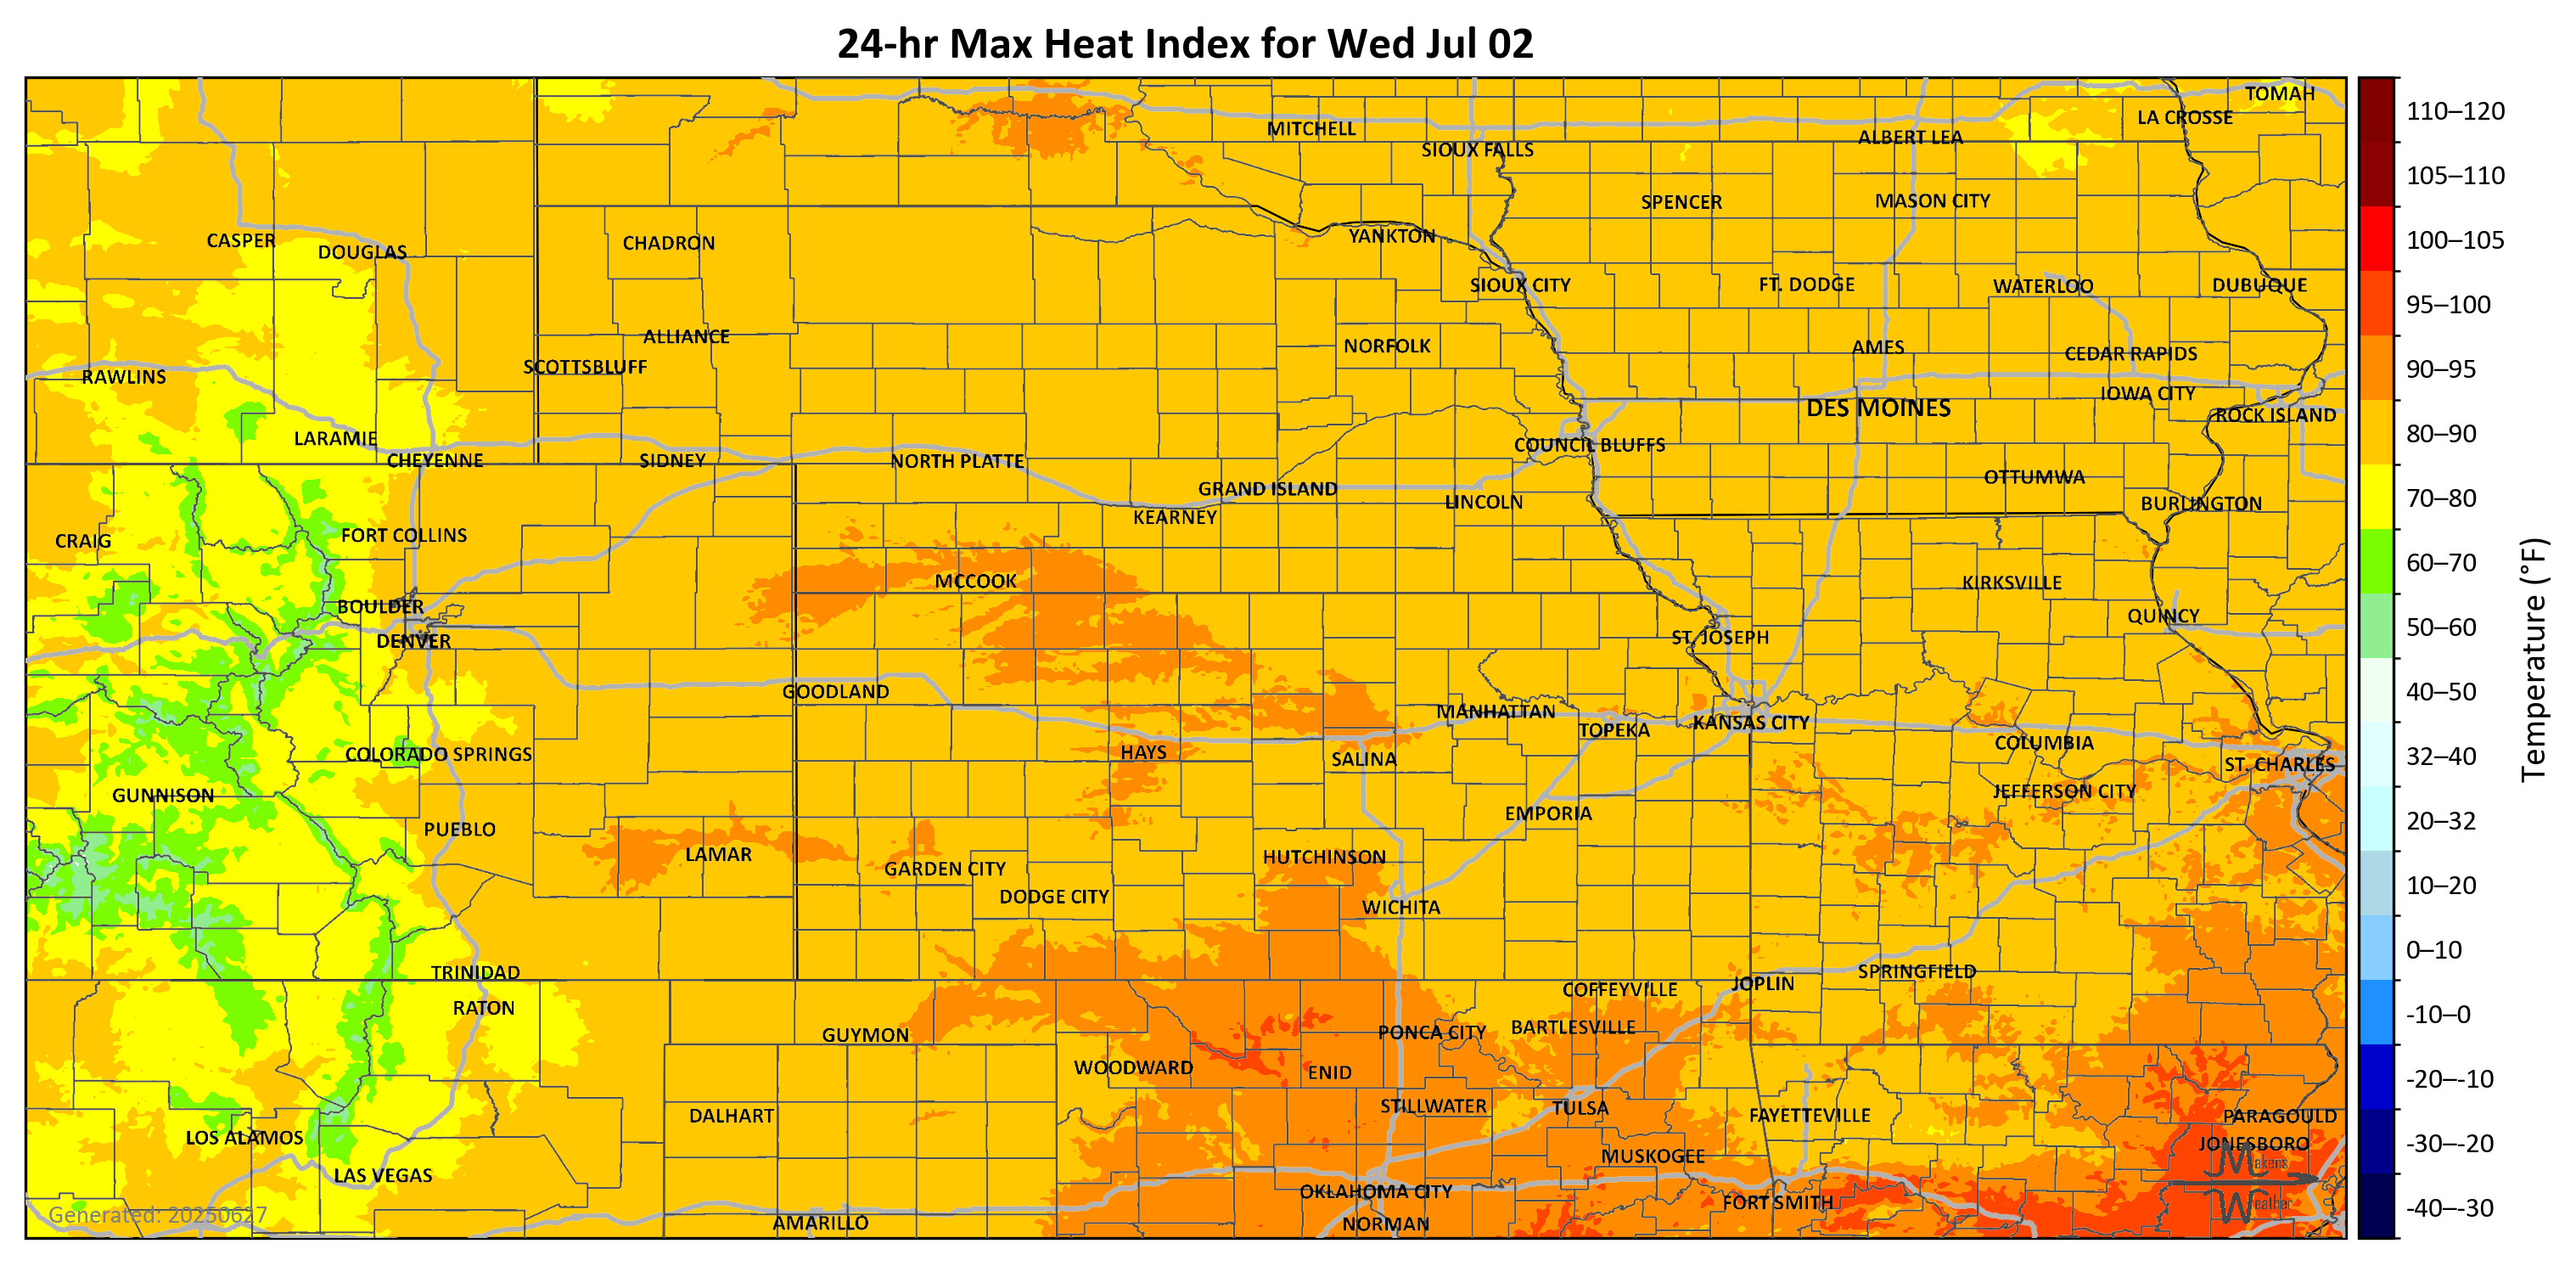 24-hr Max Heat Index for Wed Jul 02
TOMAH
LA CROSSE
MITCHELL
ALBERT LEA
SIOUX FALLS
SPENCER
MASON CITY
CASPER
DOUGLAS
CHADRON
YANKTON
SIOUX CITY
FT. DODGE
WATERLOO
DUBUQUE
ALLIANCE
NORFOLK
AMES
CEDAR RAPIDS
SCOTTSBLUFF
RAWLINS
IOWA CITY
DES MOINES
ROCK ISLAND
LARAMIE
COUNCIL BLUFFS
CHEYENNE
SIDNEY
NORTH PLATTE
OTTUMWA
GRAND ISLAND
LINCOLN
BURLINGTON
KEARNEY
FORT COLLINS
CRAIG
MCCOOK
KIRKSVILLE
BOULDER
QUINCY
DENVER
ST. JOSEPH
GOODLAND
MANHATTAN
KANSAS CITY
TOPEKA
COLUMBIA
HAYS
COLORADO SPRINGS
SALINA
ST. CHARLES
JEFFERSON CITY
GUNNISON
EMPORIA
PUEBLO
LAMAR
HUTCHINSON
GARDEN CITY
DODGE CITY
WICHITA
TRINIDAD
SPRINGFIELD
JOPLIN
COFFEYVILLE
RATON
BARTLESVILLE
PONCA CITY
GUYMON
WOODWARD
ENID
STILLWATER
TULSA
DALHART
FAYETTEVILLE
PARAGOULD
LOS ALAMOS
JONESBORO
MUSKOGEE
LAS VEGAS
OKLAHOMA CITY
FORT SMITH
AMARILLO
NORMAN
Generated: 20250627
Makens
Weather
110–120
105–110
100–105
95–100
90–95
80–90
70–80
60–70
50–60
40–50
32–40
20–32
10–20
0–10
-10–0
-20–-10
-30–-20
-40–-30
Temperature (°F)